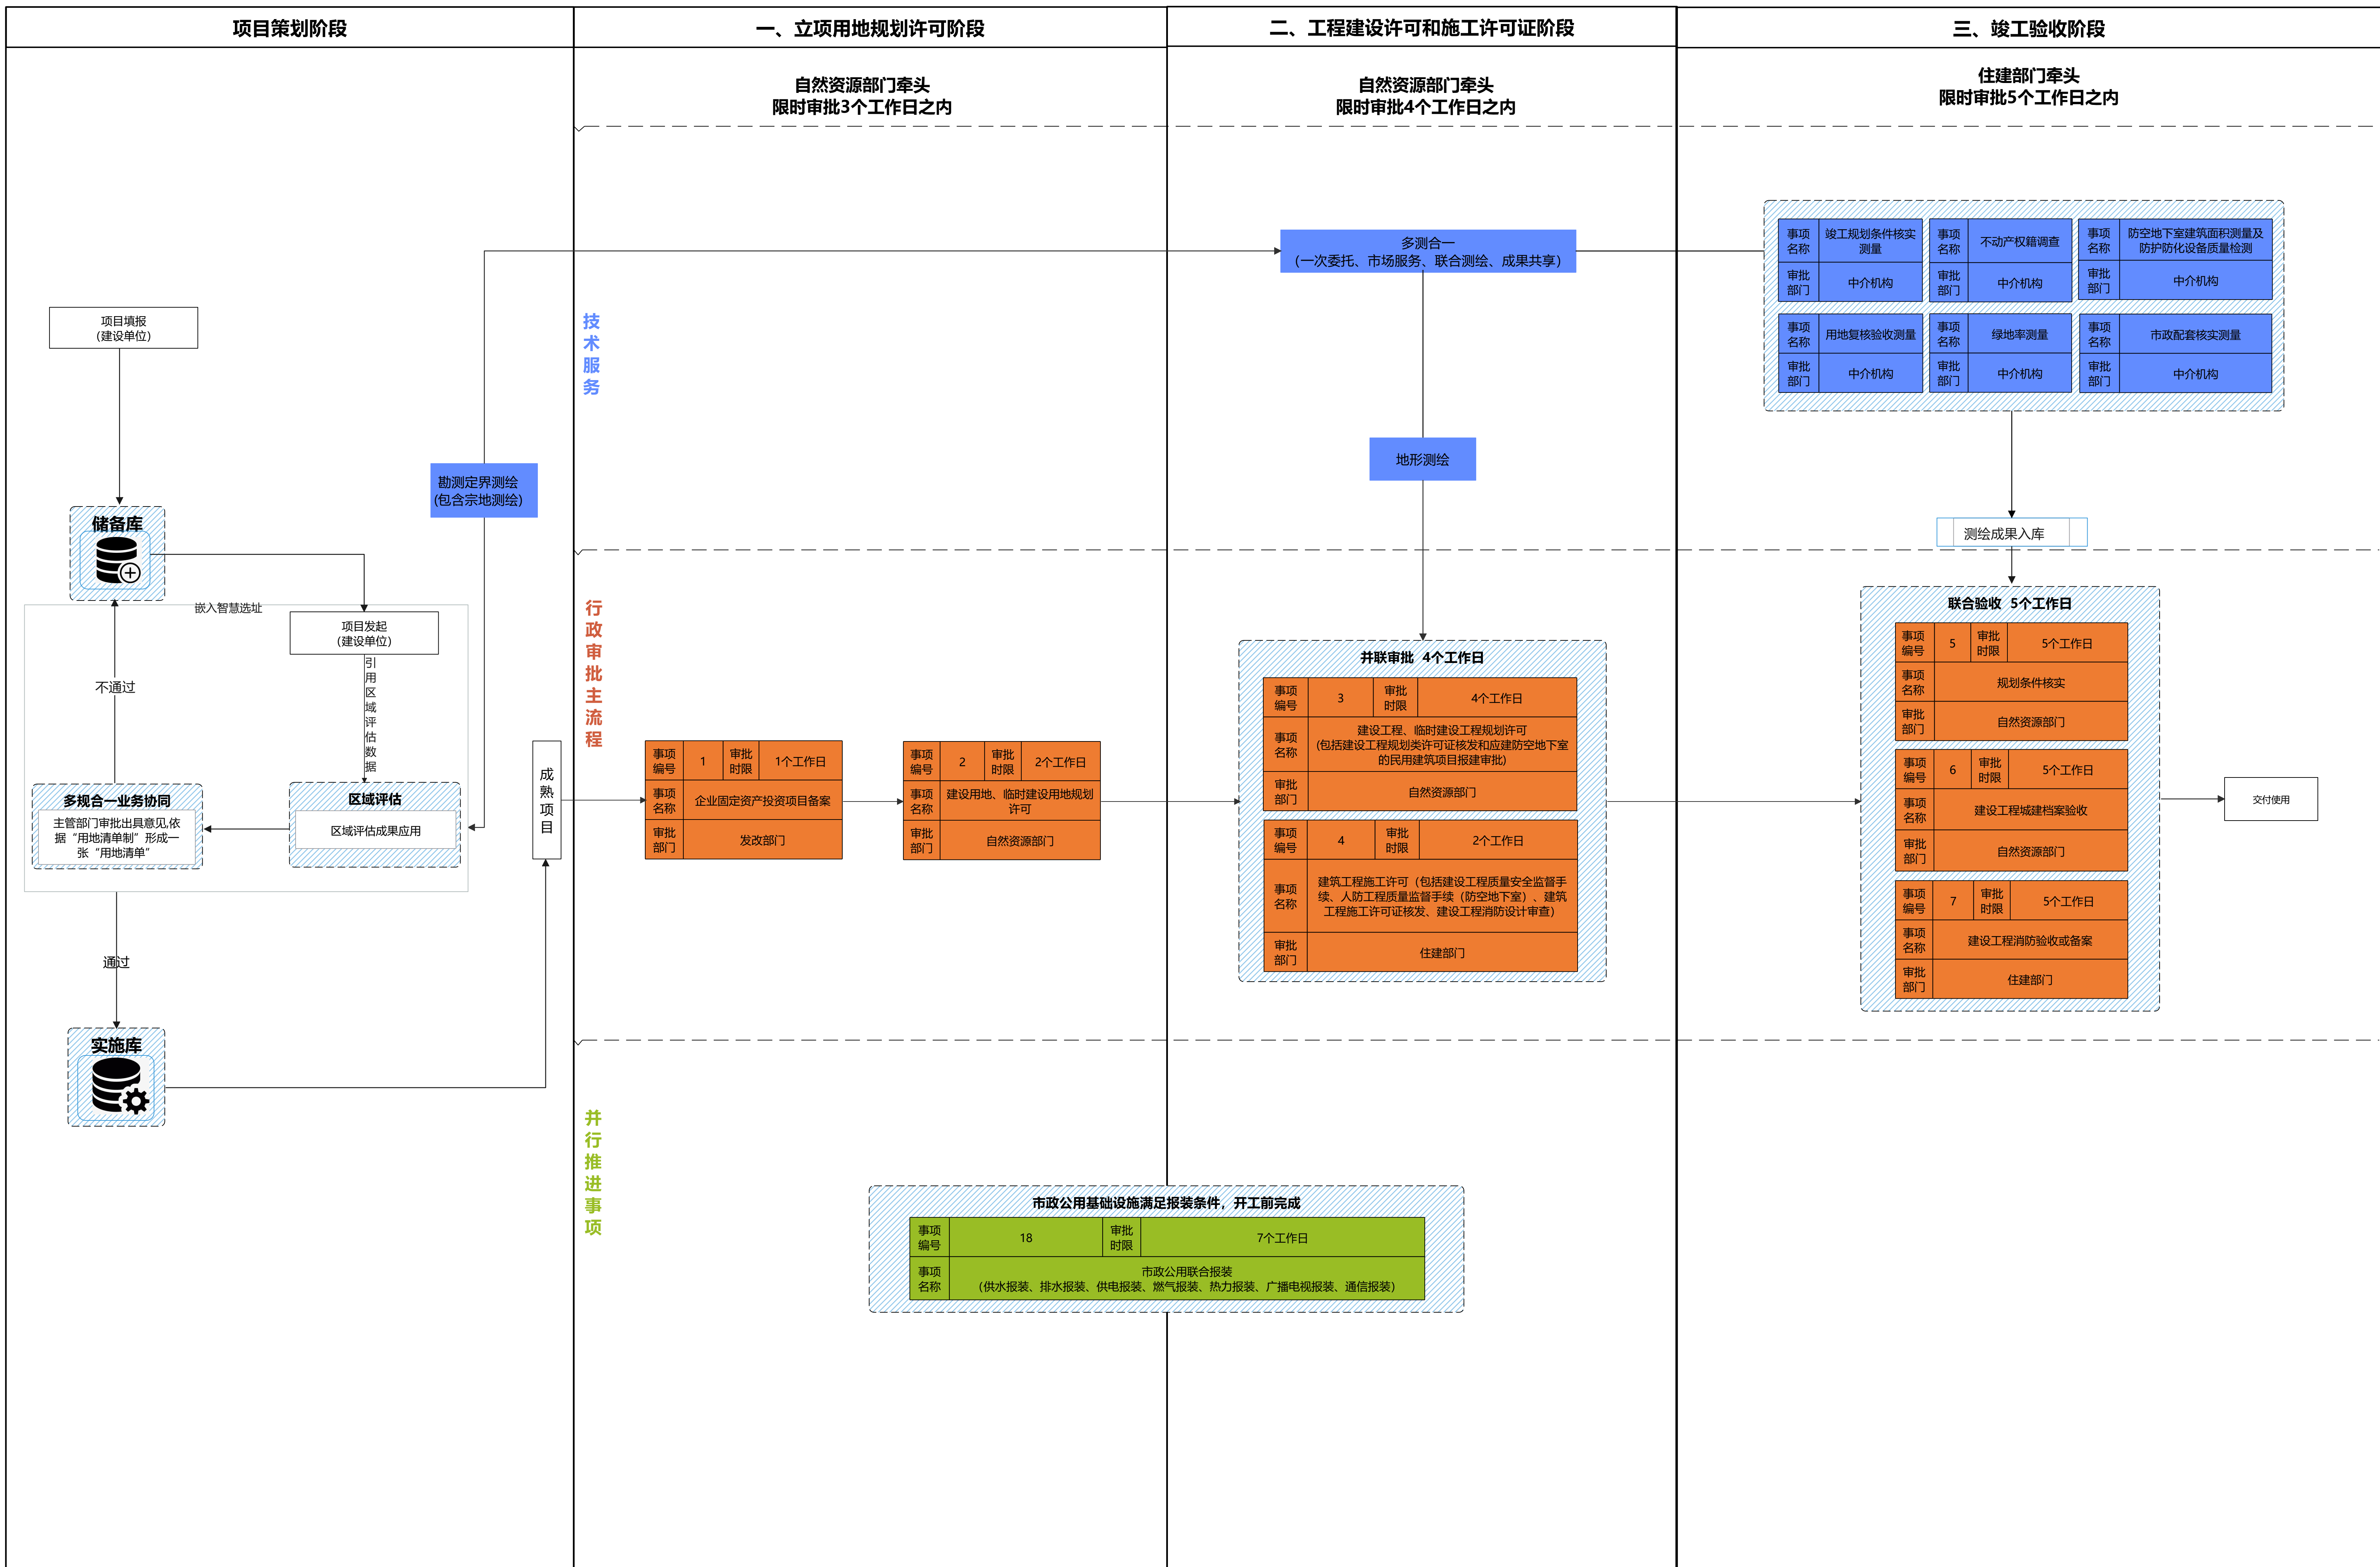 项目策划阶段
一、立项用地规划许可阶段
二、工程建设许可和施工许可证阶段
三、竣工验收阶段
自然资源部门牵头
限时审批3个工作日之内
自然资源部门牵头
限时审批4个工作日之内
住建部门牵头
限时审批5个工作日之内
项目填报
（建设单位）
储备库
嵌入智慧选址
项目发起
（建设单位）
引用区域评估数据
不通过
多规合一业务协同
主管部门审批出具意见,依
据“用地清单制”形成一
张“用地清单”
区域评估
区域评估成果应用
通过
实施库
勘测定界测绘
(包含宗地测绘)
成熟项目
技术服务
多测合一
（一次委托、市场服务、联合测绘、成果共享）
地形测绘
事项
名称
竣工规划条件核实
测量
审批
部门
中介机构
事项
名称
不动产权籍调查
审批
部门
中介机构
事项
名称
防空地下室建筑面积测量及
防护防化设备质量检测
审批
部门
中介机构
事项
名称
用地复核验收测量
审批
部门
中介机构
事项
名称
绿地率测量
审批
部门
中介机构
事项
名称
市政配套核实测量
审批
部门
中介机构
测绘成果入库
行政审批主流程
事项
编号
1
审批
时限
1个工作日
事项
名称
企业固定资产投资项目备案
审批
部门
发改部门
事项
编号
2
审批
时限
2个工作日
事项
名称
建设用地、临时建设用地规划
许可
审批
部门
自然资源部门
并联审批 4个工作日
事项
编号
3
审批
时限
4个工作日
事项
名称
建设工程、临时建设工程规划许可
(包括建设工程规划类许可证核发和应建防空地下室
的民用建筑项目报建审批)
审批
部门
自然资源部门
事项
编号
4
审批
时限
2个工作日
事项
名称
建筑工程施工许可（包括建设工程质量安全监督手
续、人防工程质量监督手续（防空地下室）、建筑
工程施工许可证核发、建设工程消防设计审查）
审批
部门
住建部门
联合验收 5个工作日
事项
编号
5
审批
时限
5个工作日
事项
名称
规划条件核实
审批
部门
自然资源部门
事项
编号
6
审批
时限
5个工作日
事项
名称
建设工程城建档案验收
审批
部门
自然资源部门
事项
编号
7
审批
时限
5个工作日
事项
名称
建设工程消防验收或备案
审批
部门
住建部门
交付使用
并行推进事项
市政公用基础设施满足报装条件，开工前完成
事项
编号
18
审批
时限
7个工作日
事项
名称
市政公用联合报装
（供水报装、排水报装、供电报装、燃气报装、热力报装、广播电视报装、通信报装）